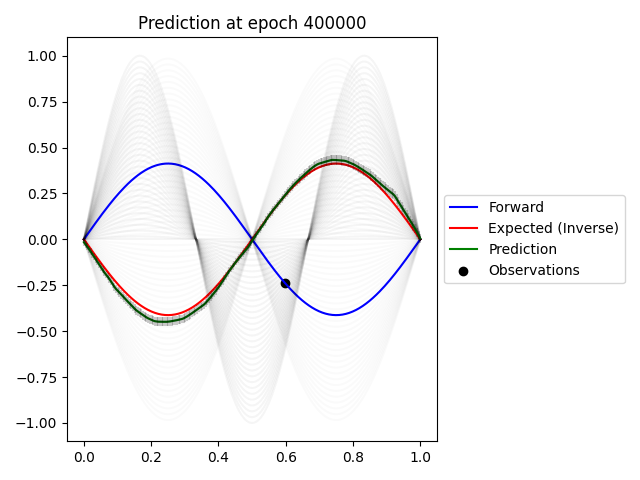 Prediction at epoch 400000
1.00
0.75
0.50
0.25
0.00
−0.25
−0.50
−0.75
−1.00
0.0 0.2 0.4 0.6 0.8 1.0
Forward
Expected (Inverse)
Prediction
Observations